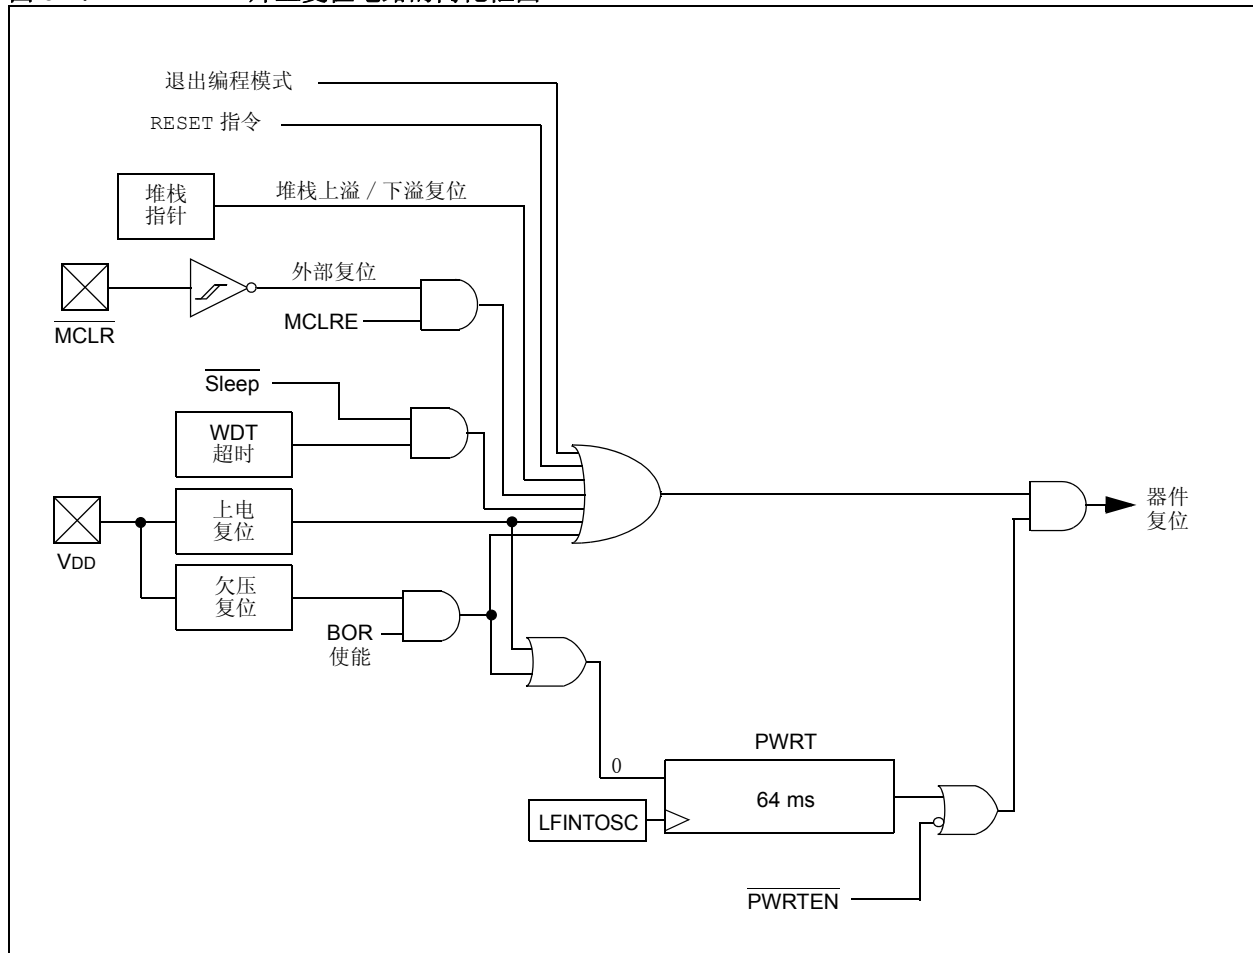 退出编程模式
RESET 指令
堆栈
指针
堆栈上溢 / 下溢复位
外部复位
MCLR
MCLRE
Sleep
WDT
超时
上电
复位
VDD
欠压
复位
BOR
使能
器件
复位
PWRT
0
64 ms
LFINTOSC
PWRTEN